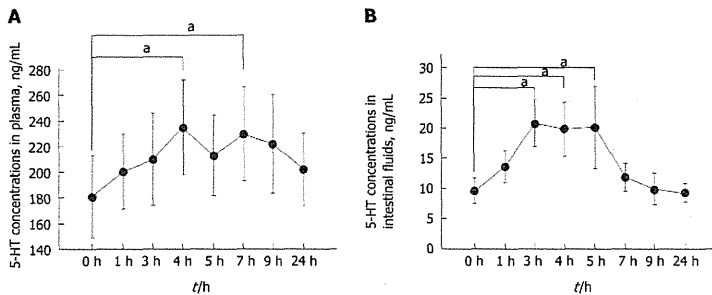 A
a
a
280
260
240
220
200
180
160
140
5-HT concentrations in plasma, ng/mL
0 h 1 h 3 h 4 h 5 h 7 h 9 h 24 h
t/h
B
a
a
a
30
25
20
15
10
5
0
5-HT concentrations in
intestinal fluids, ng/mL
0 h 1 h 3 h 4 h 5 h 7 h 9 h 24 h
t/h